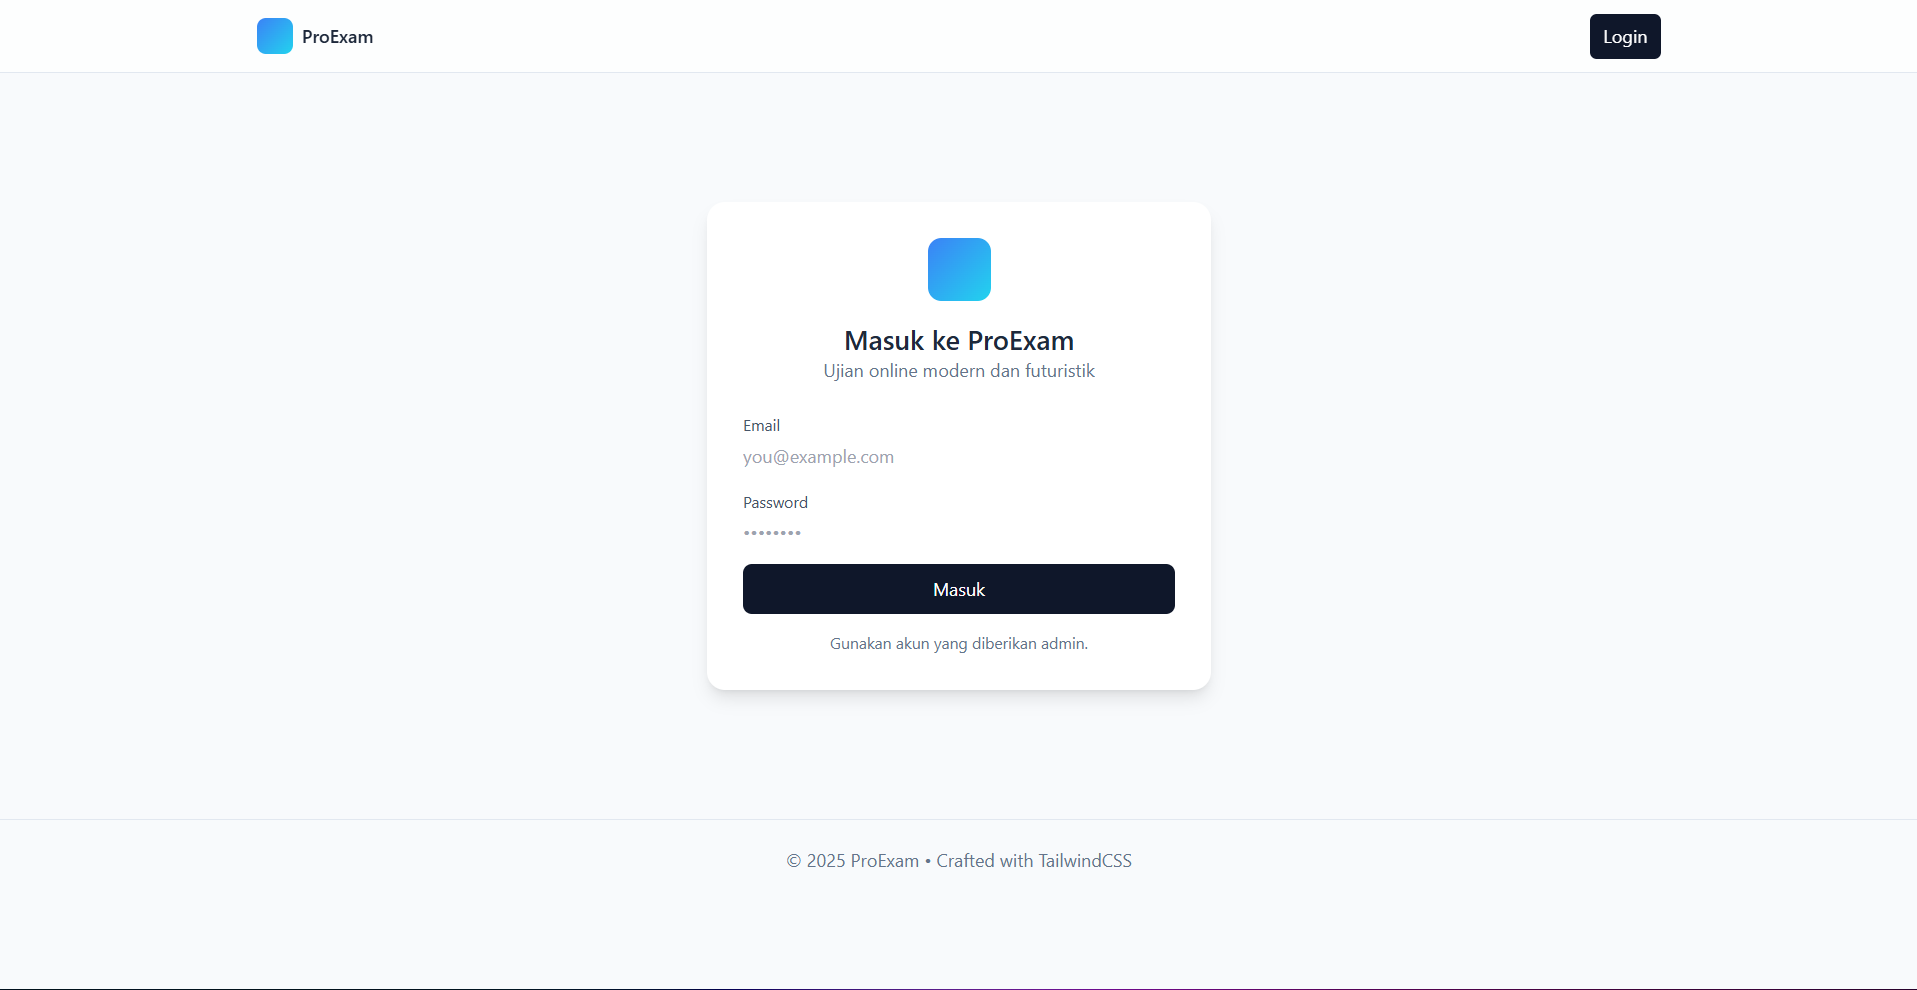 ProExam
Login
Masuk ke ProExam
Ujian online modern dan futuristik
Email
you@example.com
Password
••••••••
Masuk
Gunakan akun yang diberikan admin.
© 2025 ProExam • Crafted with TailwindCSS